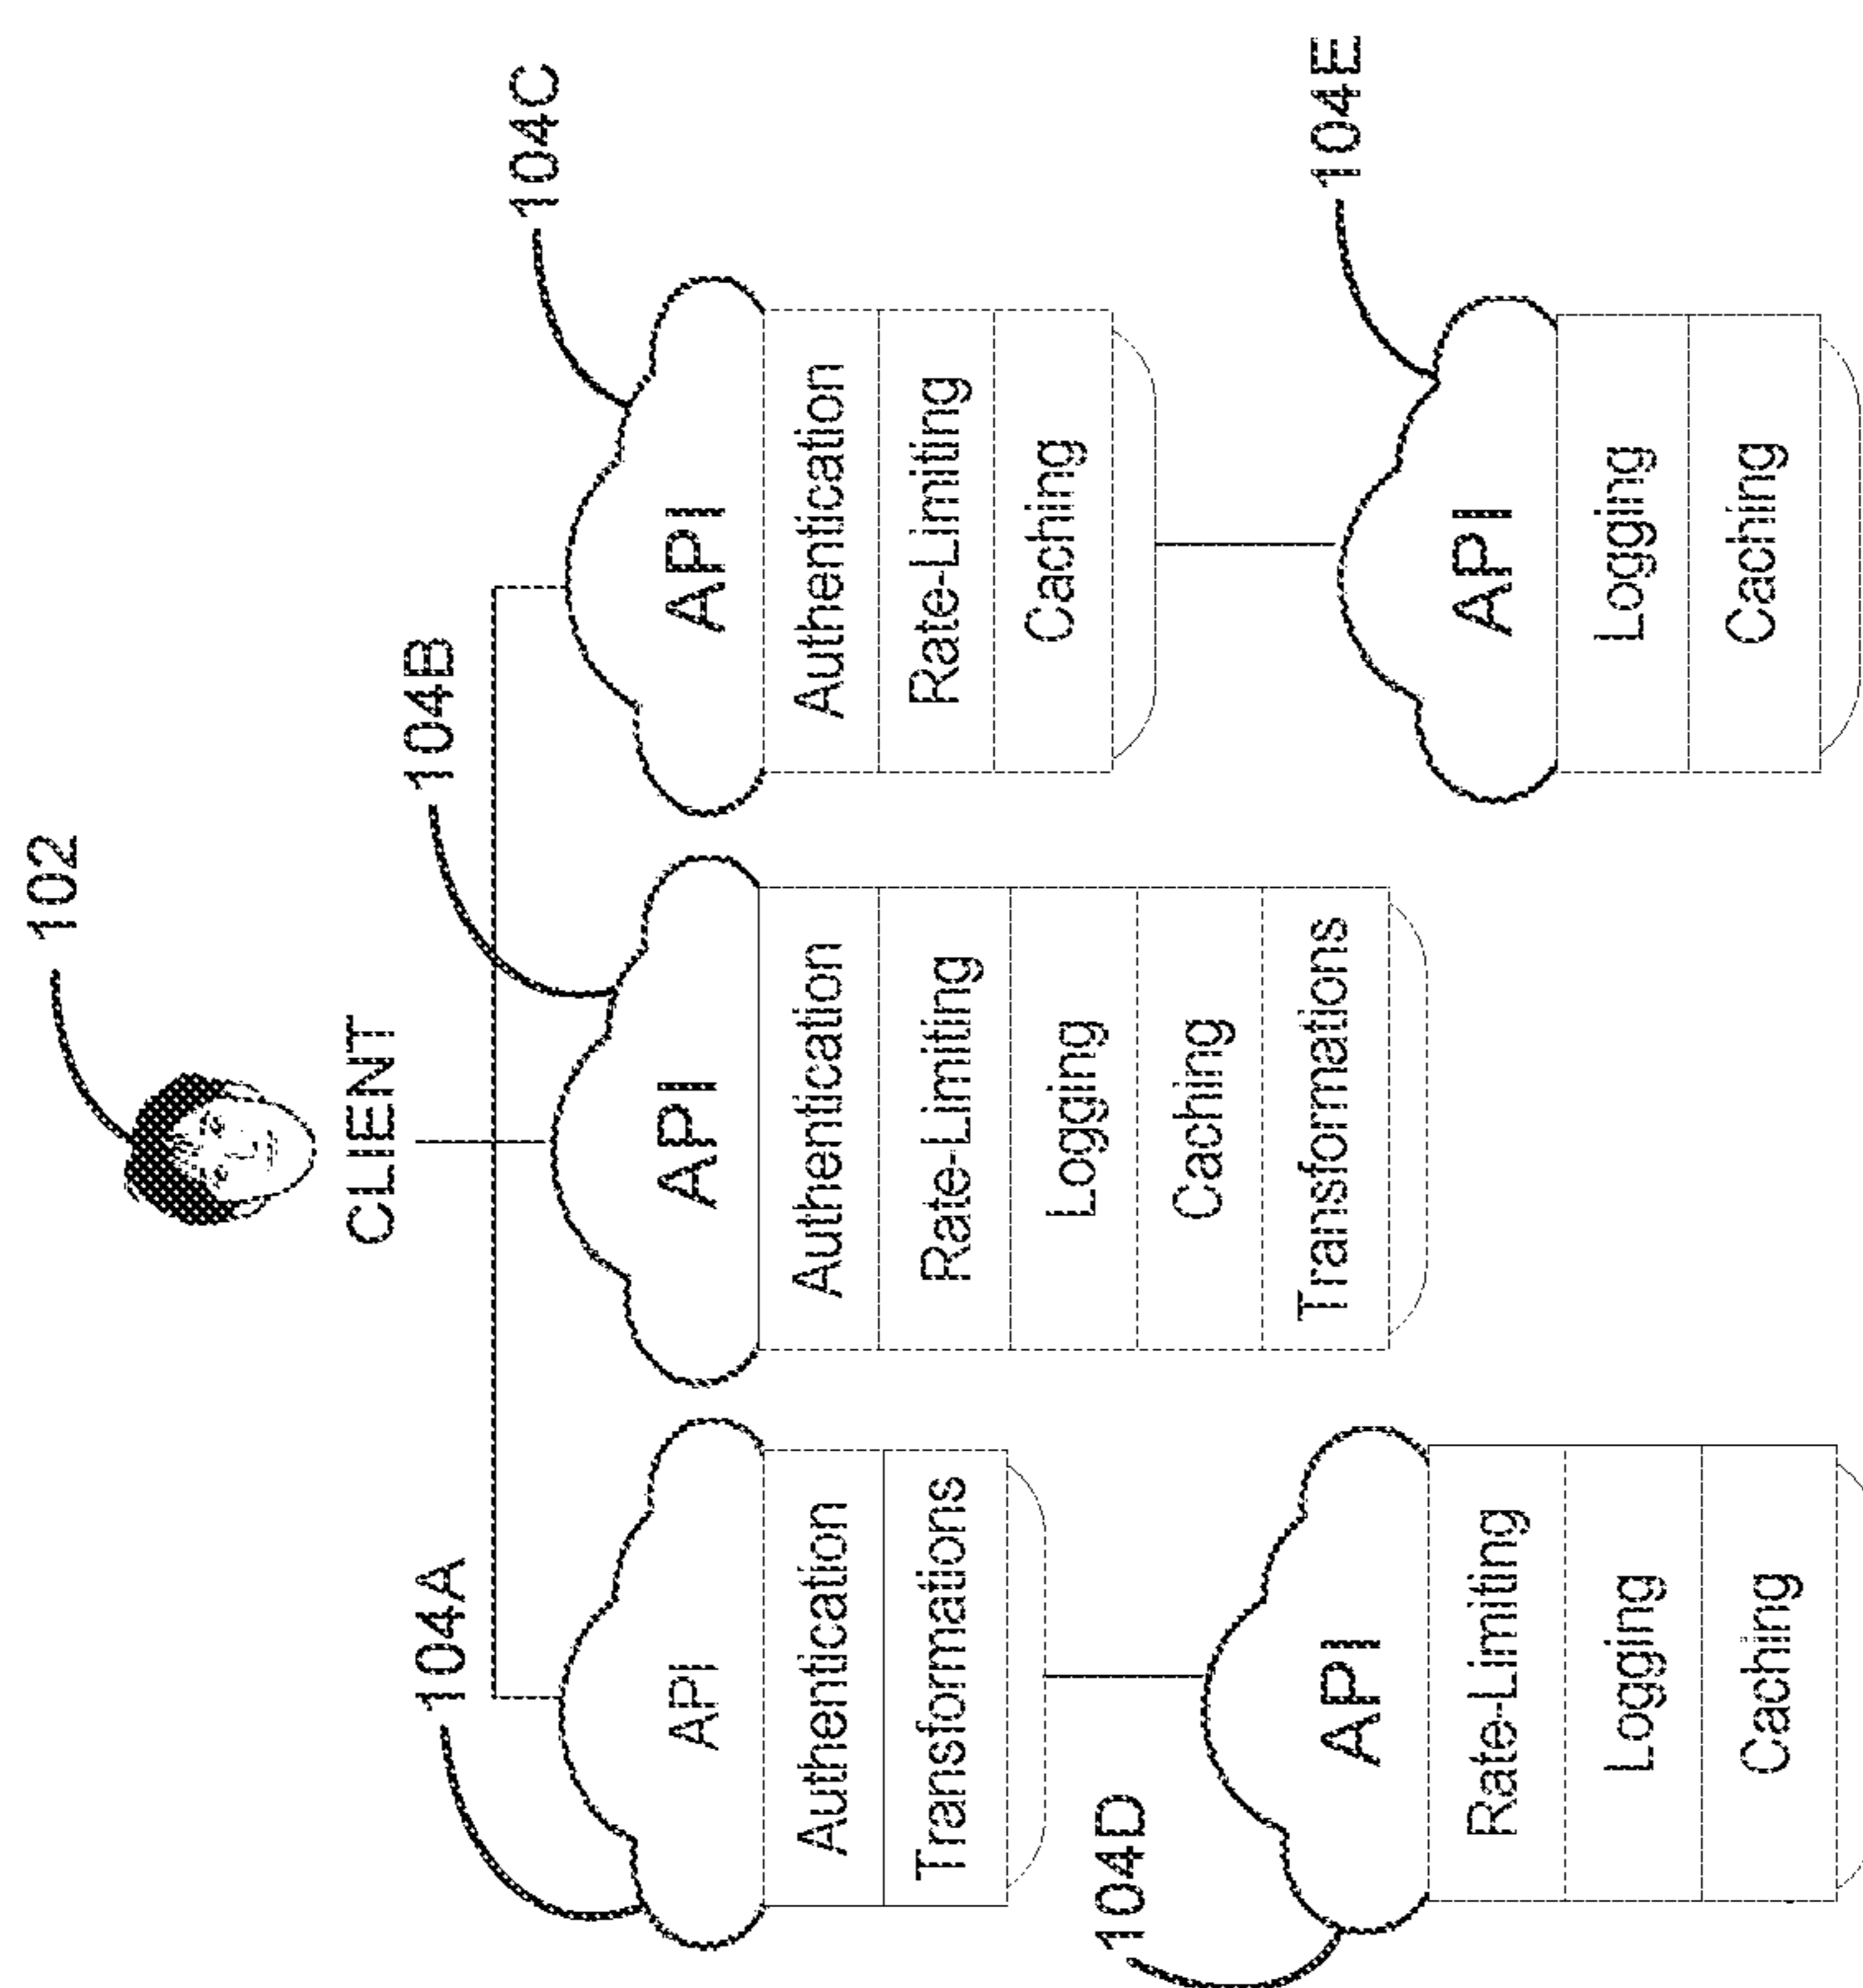 102
CLIENT
104A
API
Authentication
Transformations
104B
API
Authentication
Rate-Limiting
Logging
Caching
Transformations
104C
API
Authentication
Rate-Limiting
Caching
104D
API
Rate-Limiting
Logging
Caching
104E
API
Logging
Caching